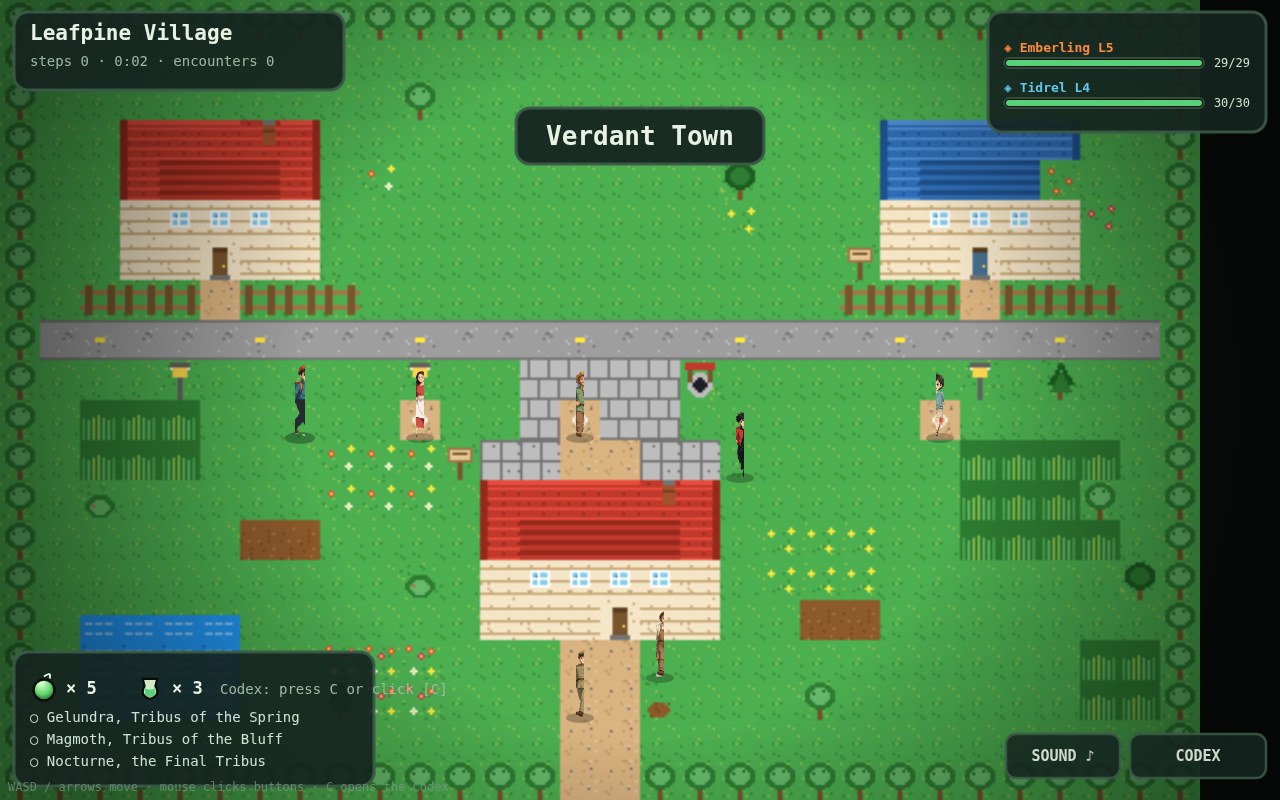 Leafpine Village
steps 0 · 0:02 · encounters 0
Verdant Town
◈ Emberling L5
29/29
◈ Tidrel L4
30/30
× 5
× 3
Codex: press C or click [C]
○ Gelundra, Tribus of the Spring
○ Magmoth, Tribus of the Bluff
○ Nocturne, the Final Tribus
WASD / arrows move · mouse clicks buttons · C opens the Codex
SOUND ♪
CODEX